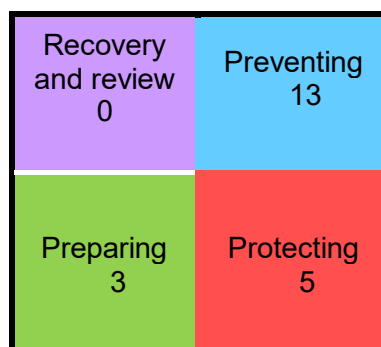 Recovery
and review
0
Preventing
13
Preparing
3
Protecting
5